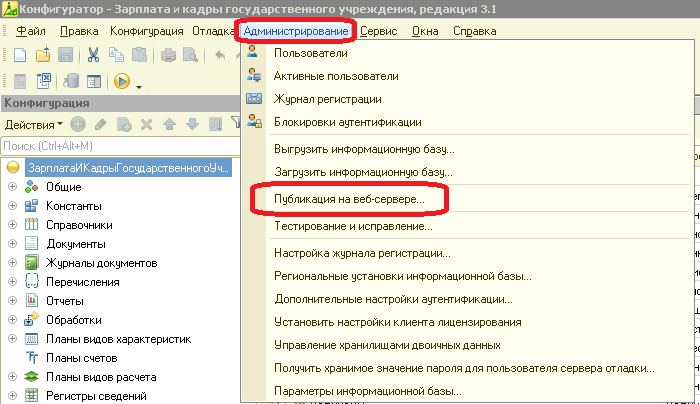 Конфигуратор - Зарплата и кадры государственного учреждения, редакция 3.1
Файл Правка Конфигурация Отладка Администрирование Сервис Окна Справка
Пользователи
Активные пользователи
Журнал регистрации
Блокировки аутентификации
Выгрузить информационную базу...
Загрузить информационную базу...
Публикация на веб-сервере...
Тестирование и исправление...
Настройка журнала регистрации...
Региональные установки информационной базы...
Дополнительные настройки аутентификации...
Установить настройки клиента лицензирования
Управление хранилищами двоичных данных
Получить хранимое значение пароля для пользователя сервера отладки...
Параметры информационной базы...
Конфигурация
Действия
Поиск (Ctrl+Alt+M)
ЗарплатаИКадрыГосударственногоУч...
Общие
Константы
Справочники
Документы
Журналы документов
Перечисления
Отчеты
Обработки
Планы видов характеристик
Планы счетов
Планы видов расчета
Регистры сведений